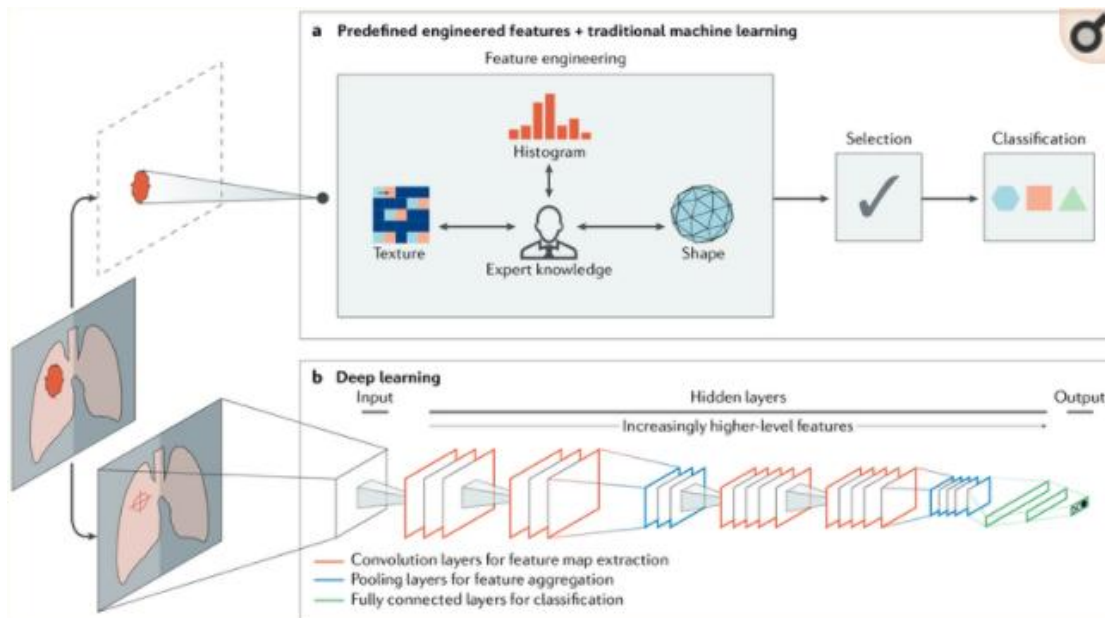 a Predefined engineered features + traditional machine learning
Feature engineering
Histogram
Texture
Expert knowledge
Shape
Selection
Classification
b Deep learning
Input
Hidden layers
Output
Increasingly higher-level features
Convolution layers for feature map extraction
Pooling layers for feature aggregation
Fully connected layers for classification